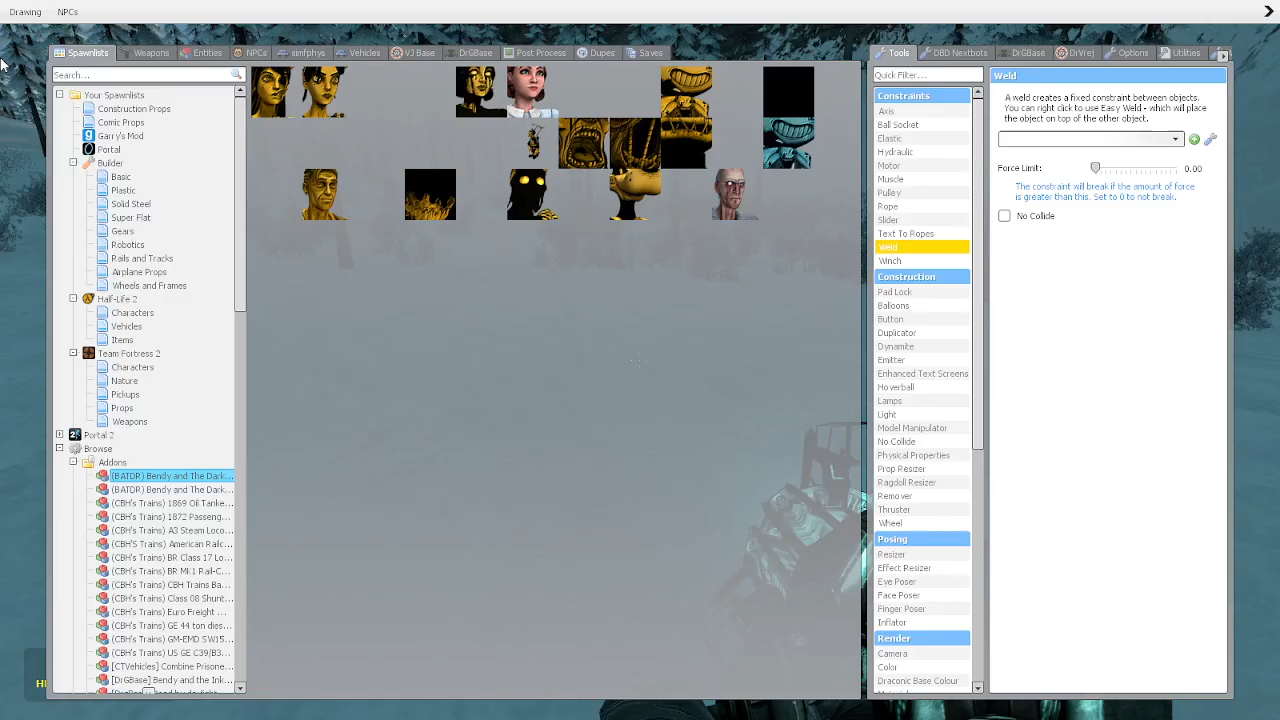 Drawing NPCs
Spawnlists Weapons Entities NPCs simfphys Vehicles VJ Base DrGBase Post Process Dupes Saves
Search...
Your Spawnlists
Construction Props
Comic Props
Garry's Mod
Portal
Builder
Basic
Plastic
Solid Steel
Super Flat
Gears
Robotics
Rails and Tracks
Airplane Props
Wheels and Frames
Half-Life 2
Characters
Vehicles
Items
Team Fortress 2
Characters
Nature
Pickups
Props
Weapons
Portal 2
Browse
Addons
(BATDR) Bendy and The Dark...
(BATDR) Bendy and The Dark...
(CBH's Trains) 1869 Oil Tanke...
(CBH's Trains) 1872 Passeng...
(CBH's Trains) A3 Steam Loco...
(CBH'S Trains) American Railc...
(CBH's Trains) BR Class 17 Lo...
(CBH's Trains) BR Mk1 Rail-C...
(CBH's Trains) CBH Trains Ba...
(CBH's Trains) Class 08 Shunt...
(CBH's Trains) Euro Freight ...
(CBH's Trains) GE 44 ton dies...
(CBH's Trains) GM-EMD SW15...
(CBH's Trains) US GE C39/B3...
[CTVehicles] Combine Prisone...
[DrGBase] Bendy and the Ink...
Tools DBD Nextbots DrGBase DrVrej Options Utilities
Quick Filter...
Constraints
Axis
Ball Socket
Elastic
Hydraulic
Motor
Muscle
Pulley
Rope
Slider
Text To Ropes
Weld
Winch
Construction
Pad Lock
Balloons
Button
Duplicator
Dynamite
Emitter
Enhanced Text Screens
Hoverball
Lamps
Light
Model Manipulator
No Collide
Physical Properties
Prop Resizer
Ragdoll Resizer
Remover
Thruster
Wheel
Posing
Resizer
Effect Resizer
Eye Poser
Face Poser
Finger Poser
Inflator
Render
Camera
Color
Draconic Base Colour
Weld
A weld creates a fixed constraint between objects.
You can right click to use Easy Weld - which will place
the object on top of the other object.
Force Limit: 0.00
The constraint will break if the amount of force
is greater than this. Set to 0 to not break.
No Collide